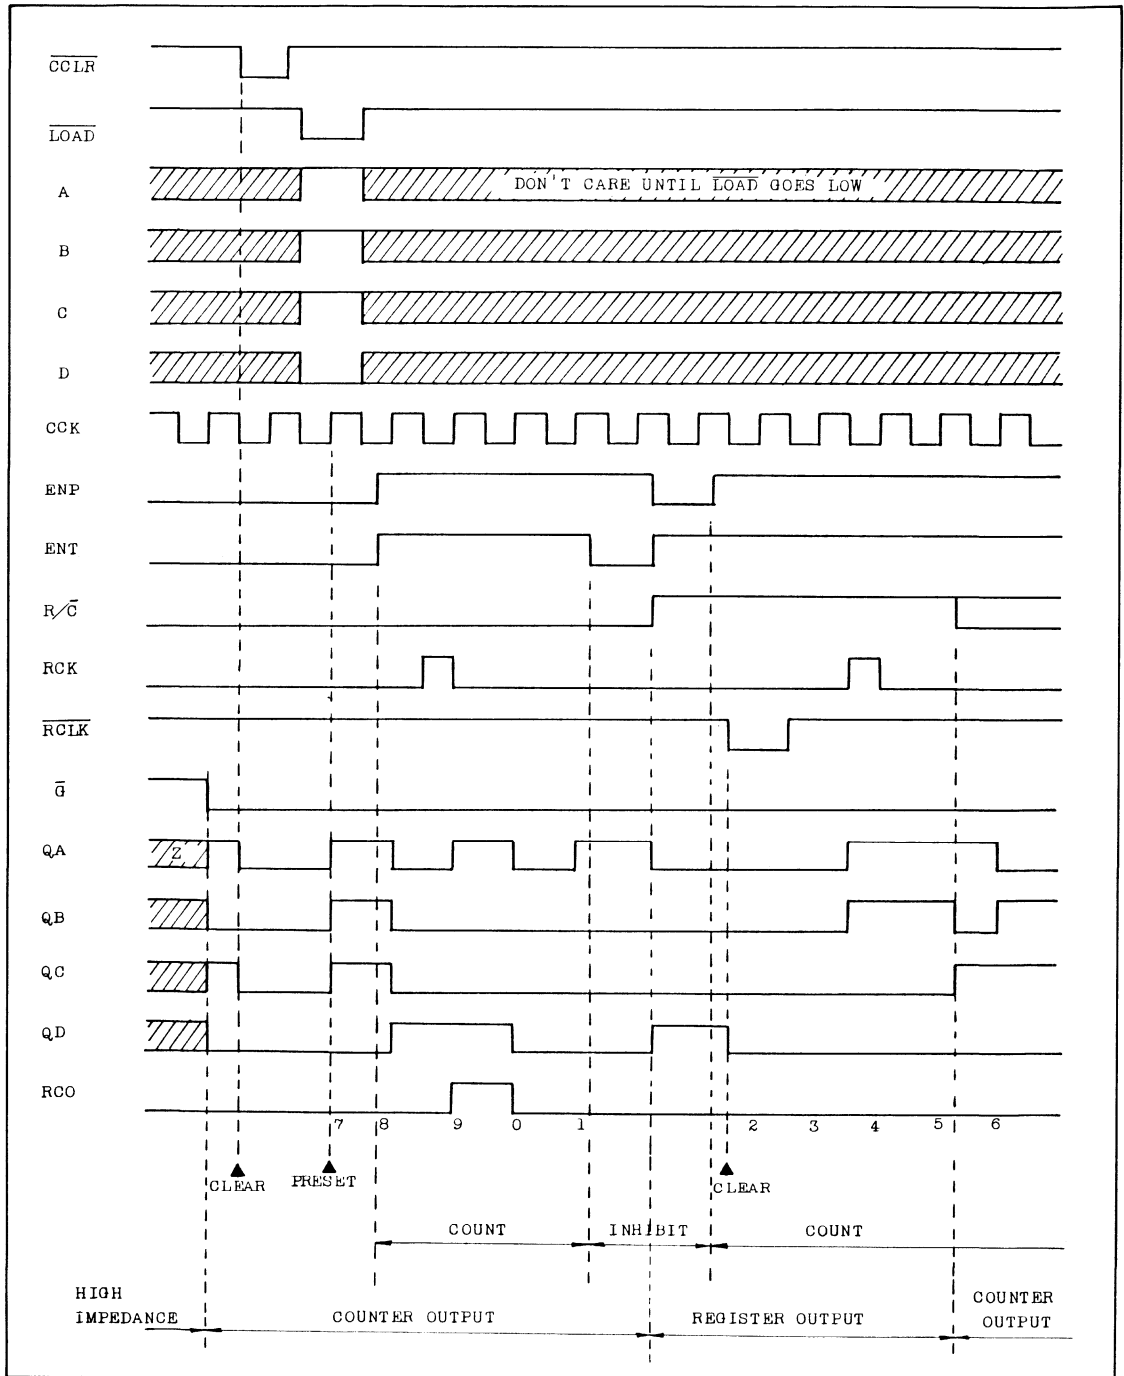 CCLR
LOAD
A
DON'T CARE UNTIL LOAD GOES LOW
B
C
D
CCK
ENP
ENT
R/C̄
RCK
RCLK
Ḡ
QA
Z
QB
QC
QD
RCO
7 8 9 0 1 2 3 4 5 6
CLEAR PRESET CLEAR
COUNT INHIBIT COUNT
HIGH IMPEDANCE COUNTER OUTPUT REGISTER OUTPUT COUNTER OUTPUT